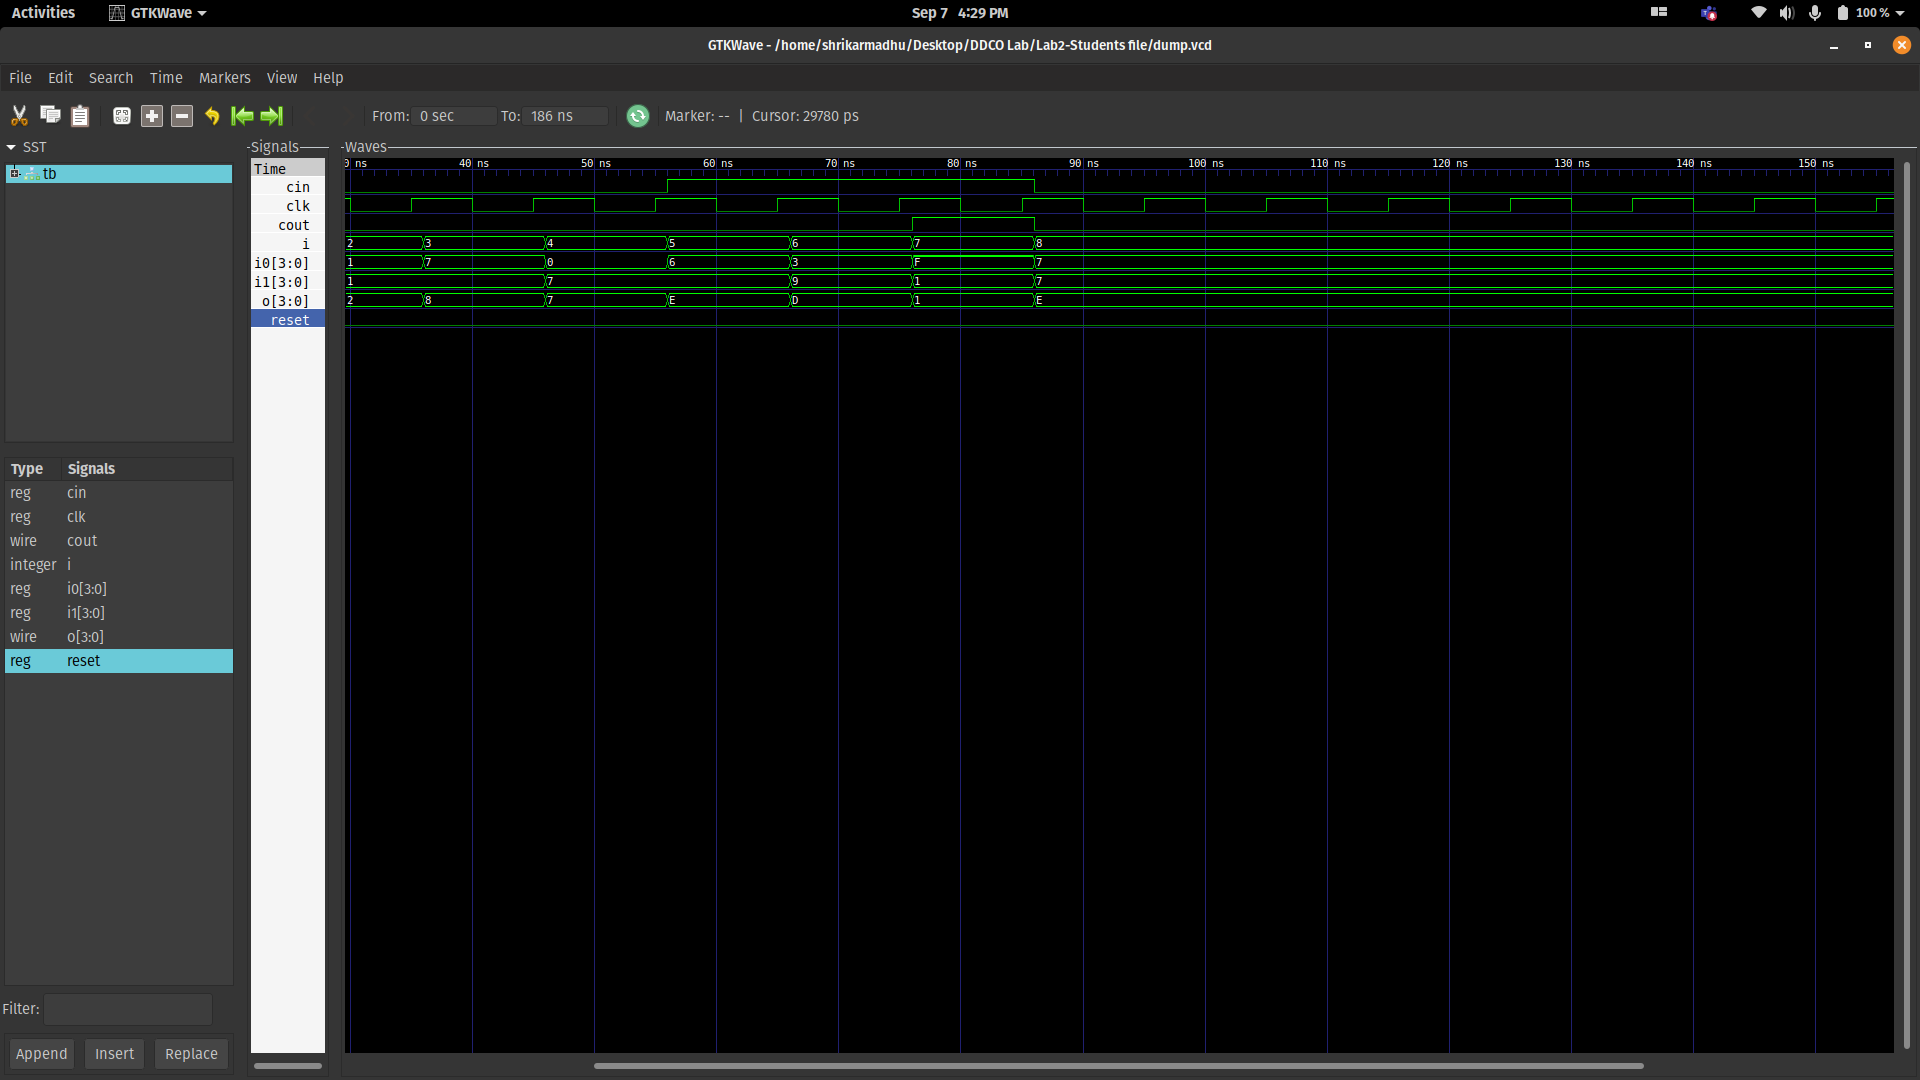 Activities GTKWave Sep 7 4:29 PM 100 %
GTKWave - /home/shrikarmadhu/Desktop/DDCO Lab/Lab2-Students file/dump.vcd
File Edit Search Time Markers View Help
From: 0 sec To: 186 ns Marker: -- | Cursor: 29780 ps
SST
tb
Type Signals
reg cin
reg clk
wire cout
integer i
reg i0[3:0]
reg i1[3:0]
wire o[3:0]
reg reset
Filter:
Append Insert Replace
Signals
Time
cin
clk
cout
i
i0[3:0]
i1[3:0]
o[3:0]
reset
Waves
0 ns 40 ns 50 ns 60 ns 70 ns 80 ns 90 ns 100 ns 110 ns 120 ns 130 ns 140 ns 150 ns
2 3 4 5 6 7 8
1 7 0 6 3 F 7
1 7 9 1 7
2 8 7 E D 1 E